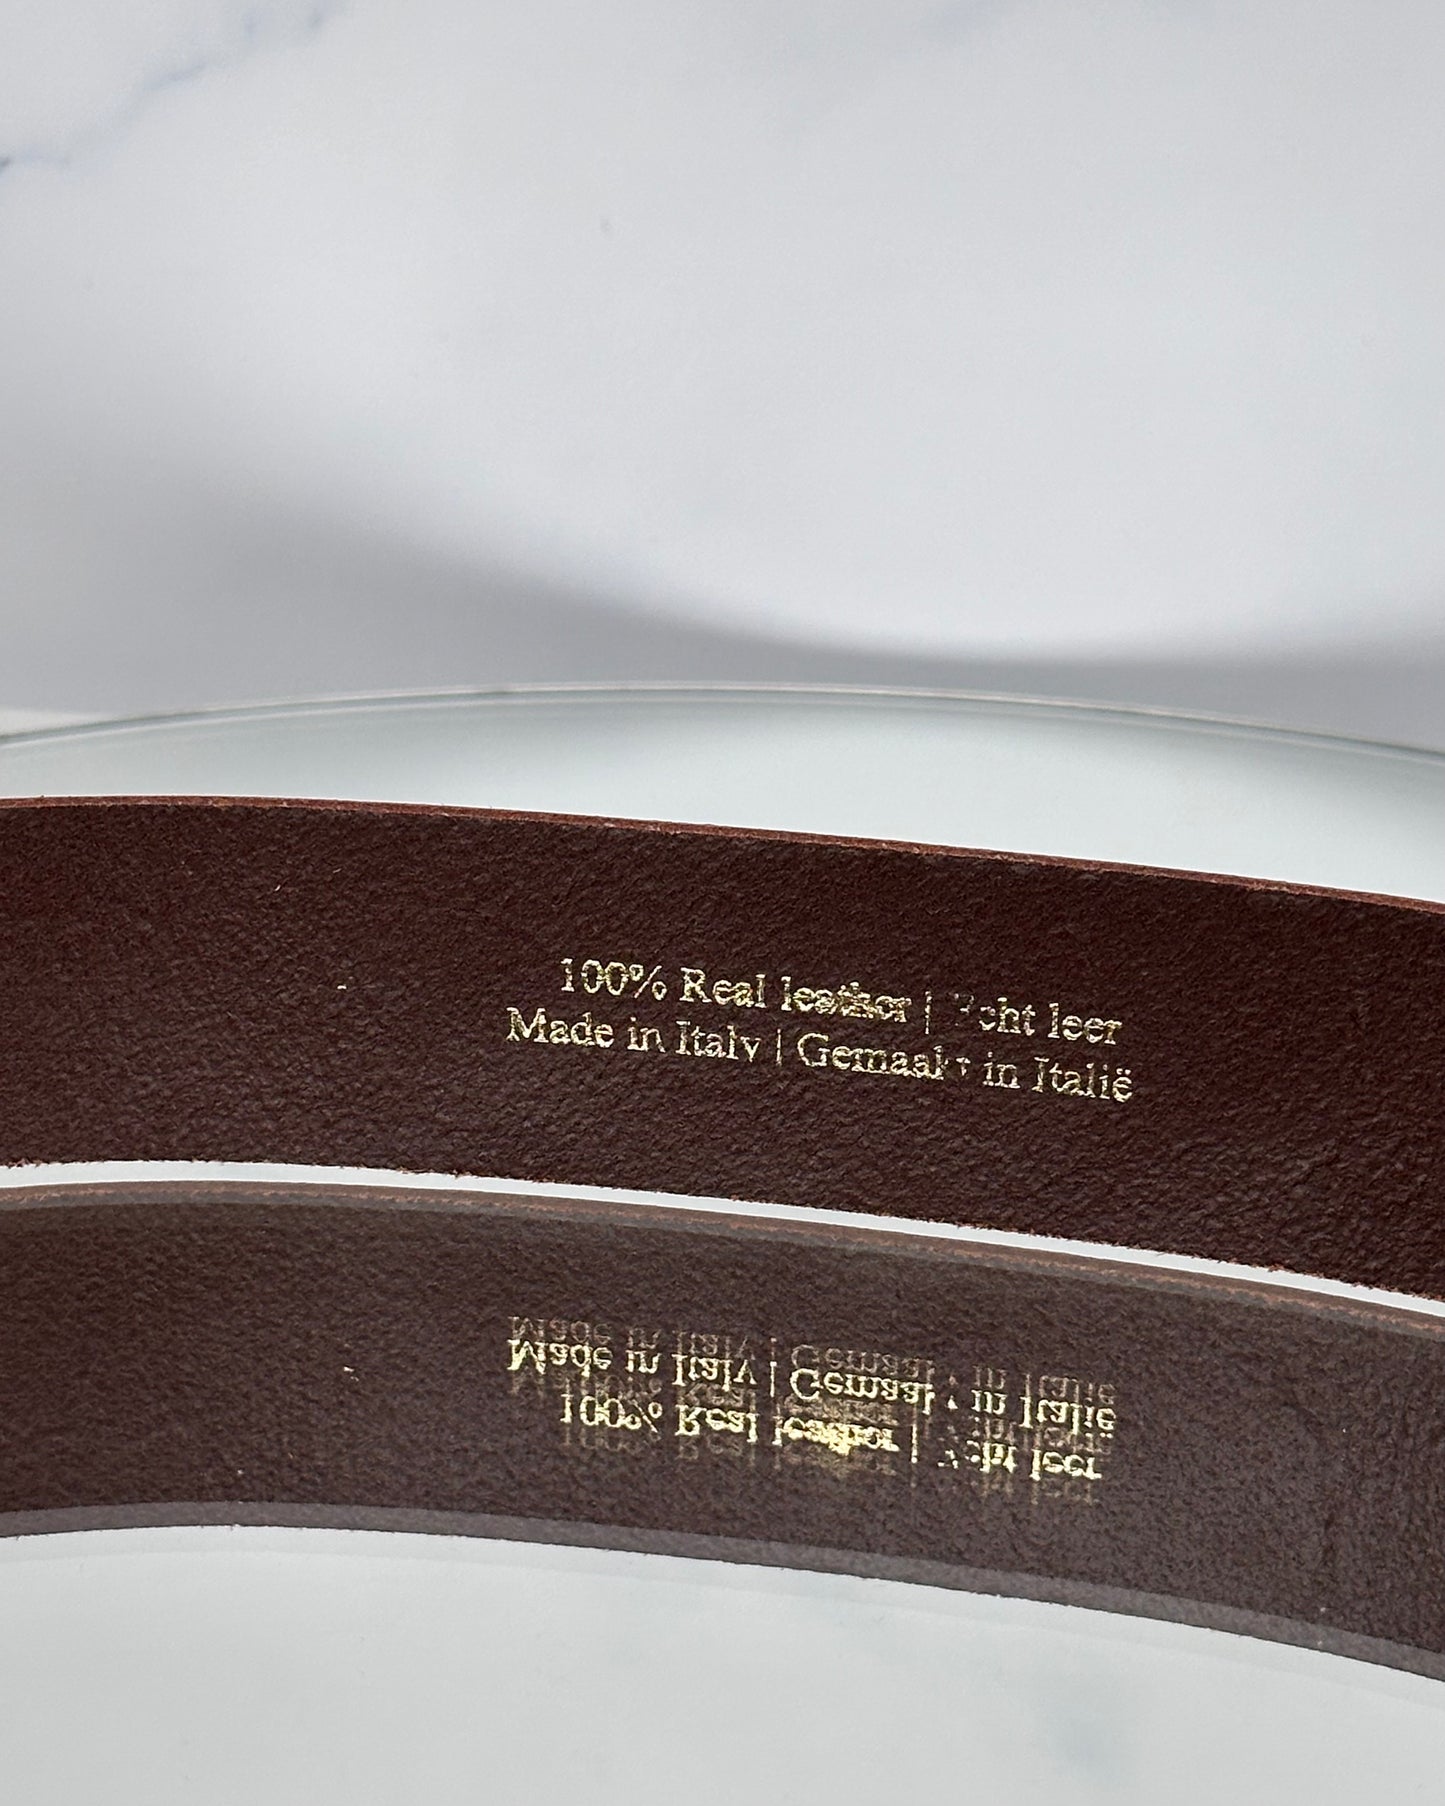 100% Real leather | Echt leer
Made in Italy | Gemaakt in Italië